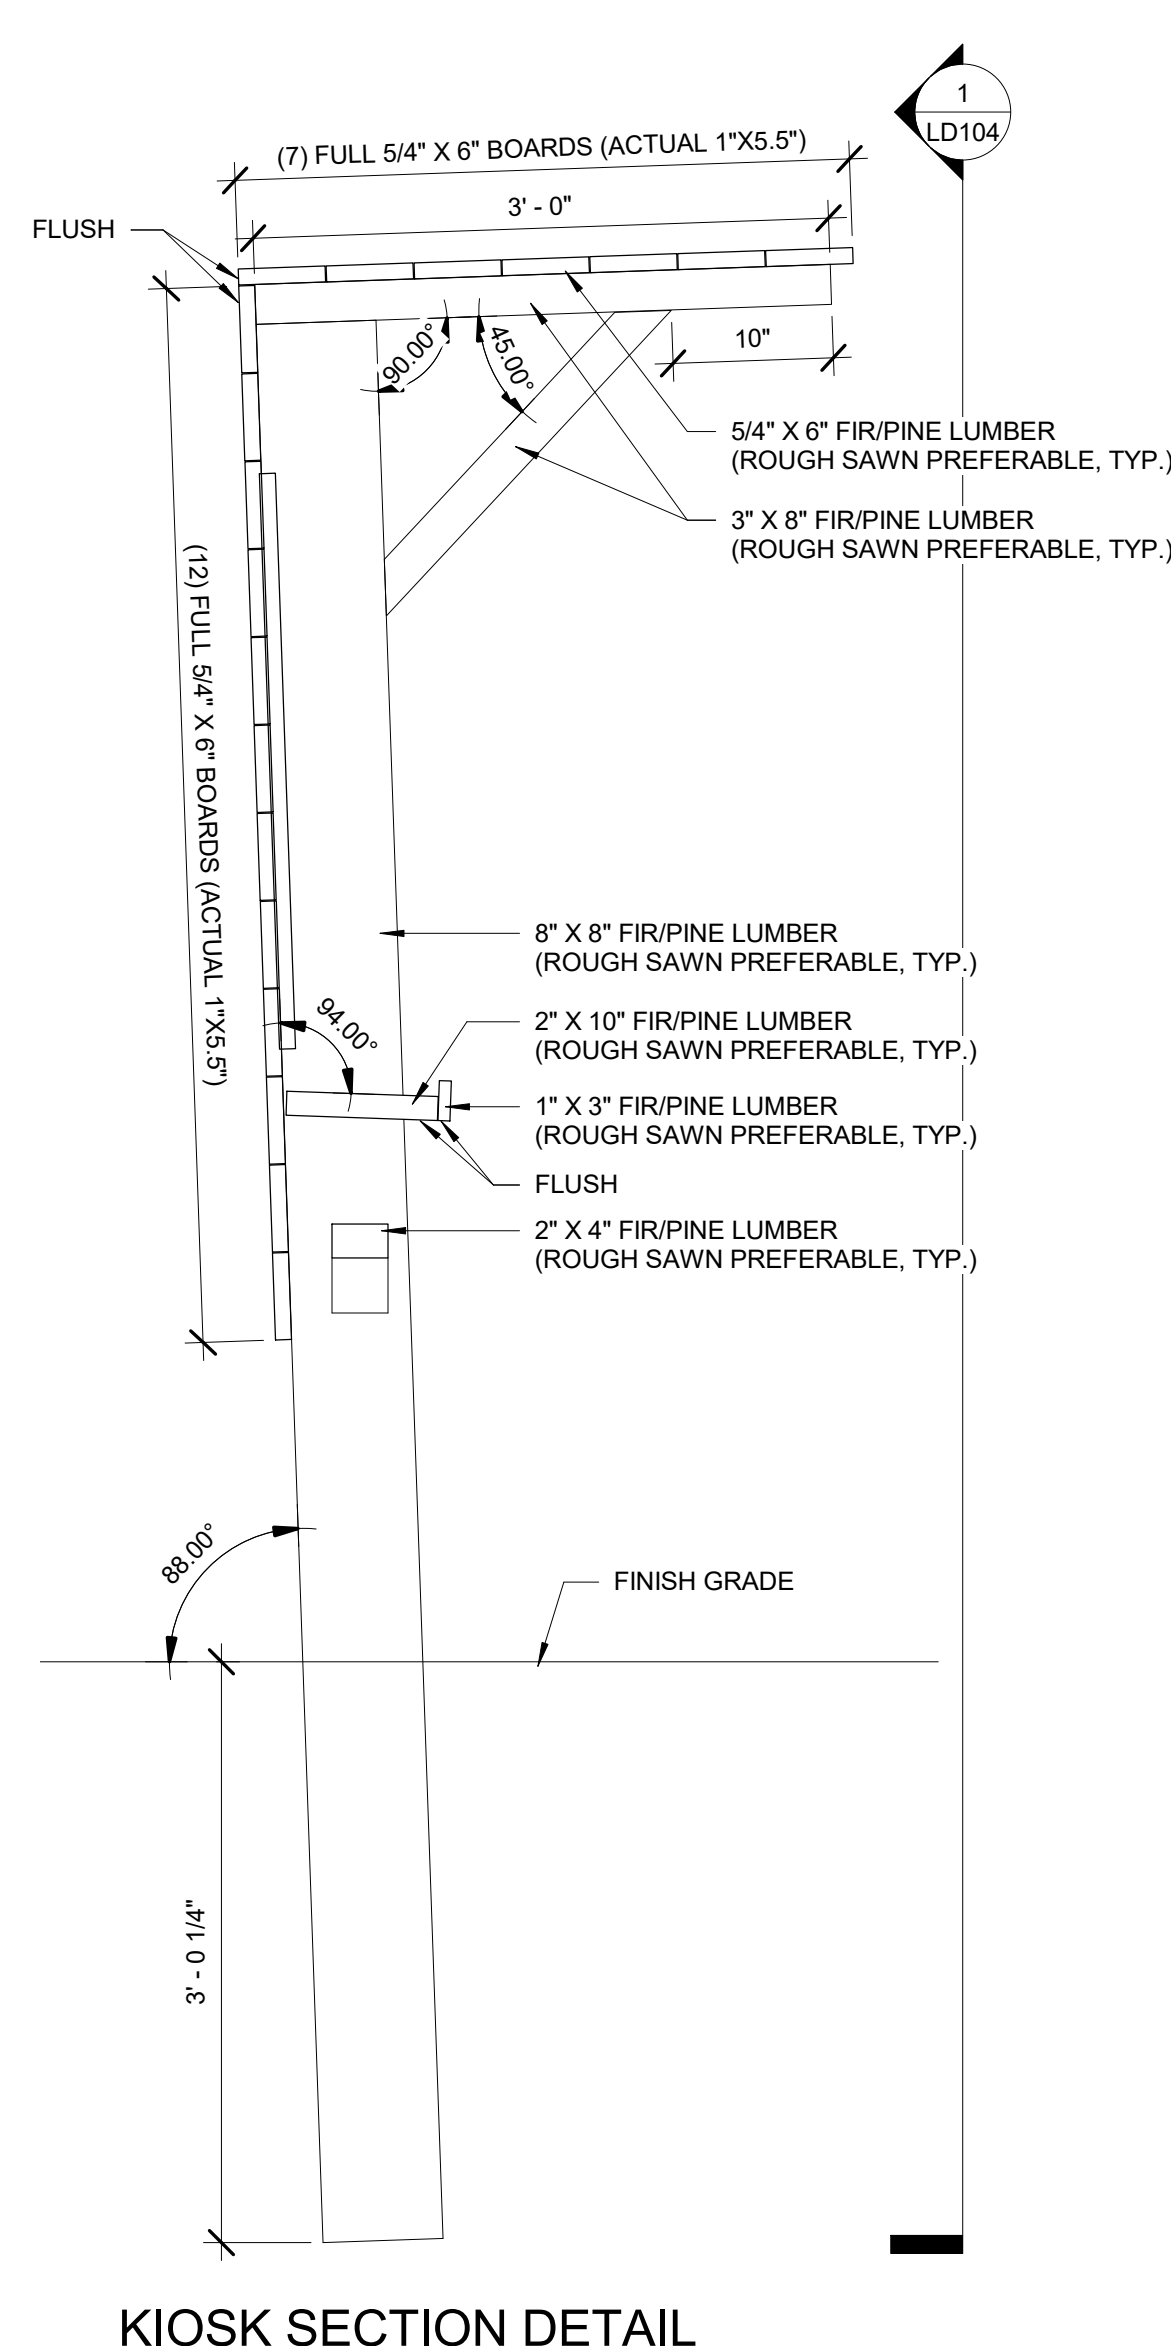 1
LD104
(7) FULL 5/4" X 6" BOARDS (ACTUAL 1"X5.5")
3' - 0"
FLUSH
10"
90.00°
45.00°
5/4" X 6" FIR/PINE LUMBER
(ROUGH SAWN PREFERABLE, TYP.)
3" X 8" FIR/PINE LUMBER
(ROUGH SAWN PREFERABLE, TYP.)
(12) FULL 5/4" X 6" BOARDS (ACTUAL 1"X5.5")
8" X 8" FIR/PINE LUMBER
(ROUGH SAWN PREFERABLE, TYP.)
94.00°
2" X 10" FIR/PINE LUMBER
(ROUGH SAWN PREFERABLE, TYP.)
1" X 3" FIR/PINE LUMBER
(ROUGH SAWN PREFERABLE, TYP.)
FLUSH
2" X 4" FIR/PINE LUMBER
(ROUGH SAWN PREFERABLE, TYP.)
88.00°
FINISH GRADE
3' - 0 1/4"
KIOSK SECTION DETAIL